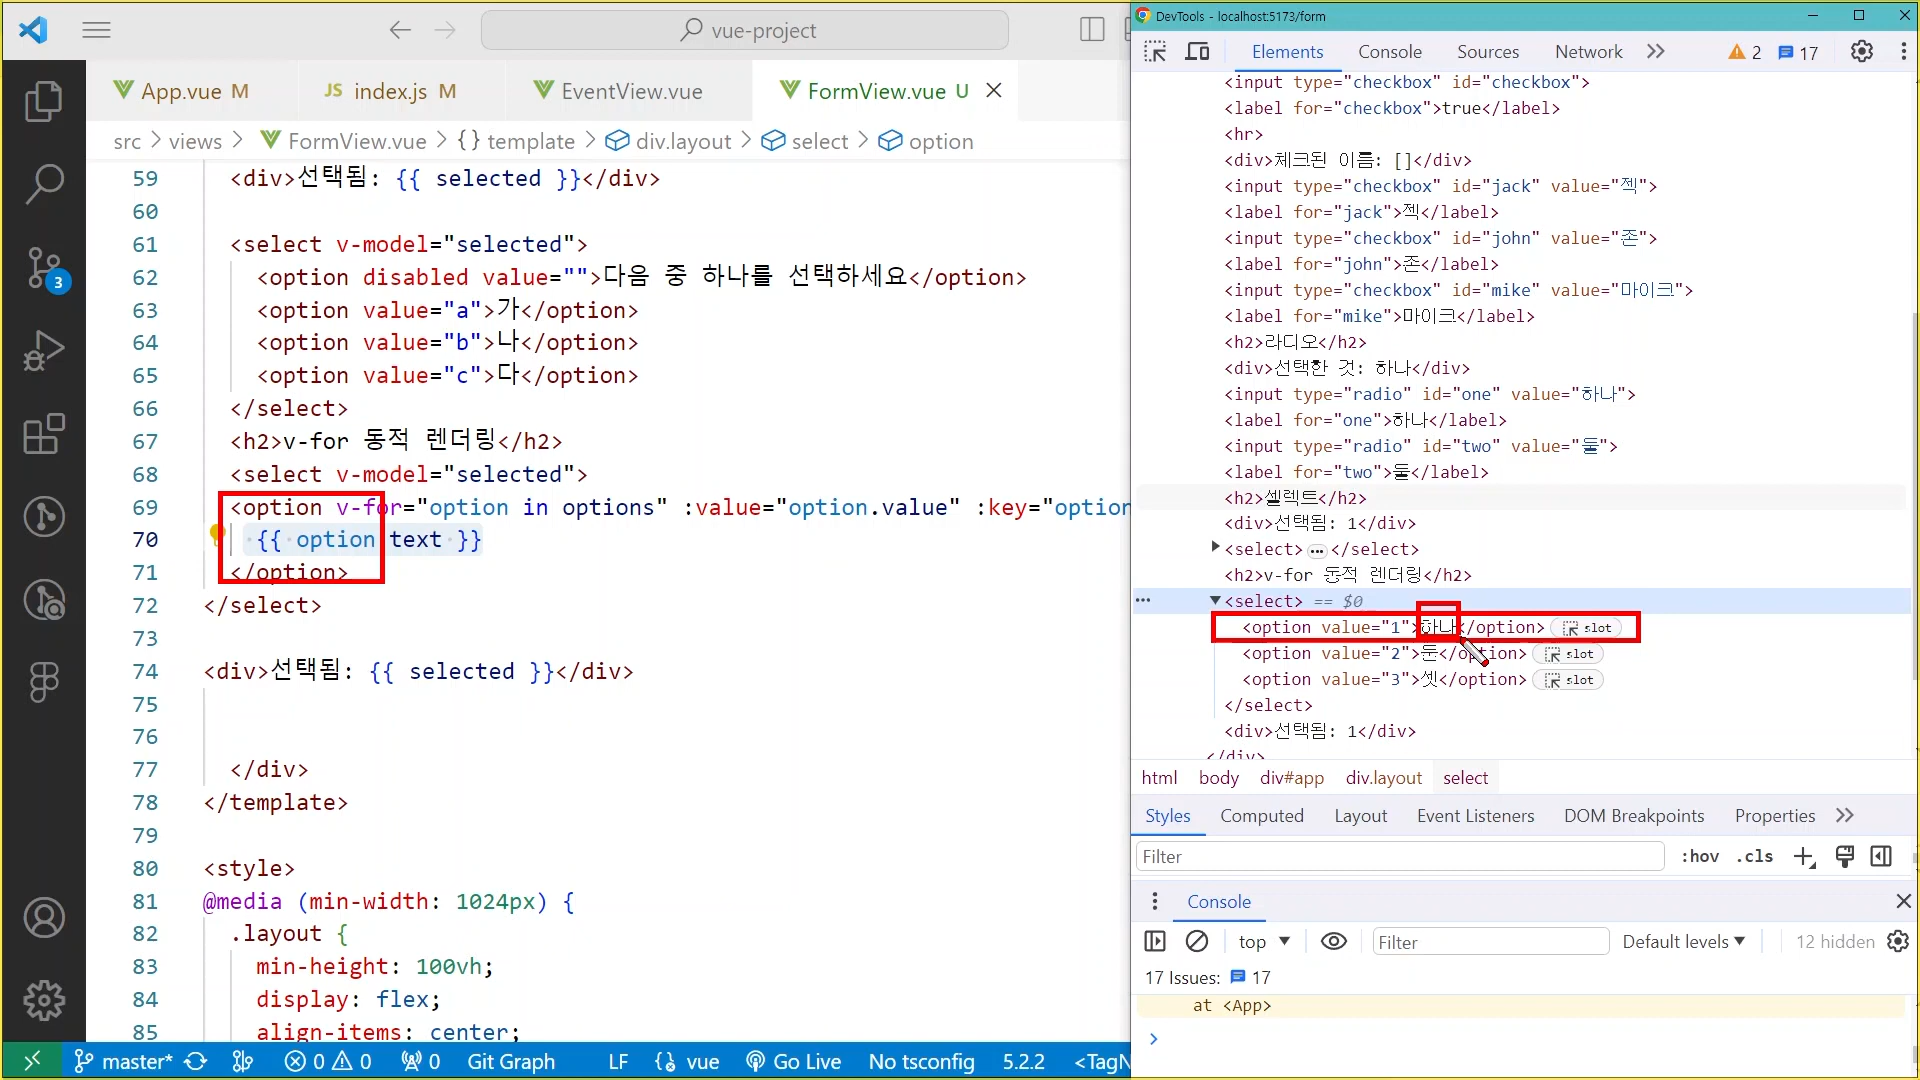 vue-project
App.vue M
JS index.js M
EventView.vue
FormView.vue U
src > views > FormView.vue > {} template > div.layout > select > option
3
59 <div>선택됨: {{ selected }}</div>
60
61 <select v-model="selected">
62 <option disabled value="">다음 중 하나를 선택하세요</option>
63 <option value="a">가</option>
64 <option value="b">나</option>
65 <option value="c">다</option>
66 </select>
67 <h2>v-for 동적 렌더링</h2>
68 <select v-model="selected">
69 <option v-for="option in options" :value="option.value" :key="option
70 {{ option text }}
71 </option>
72 </select>
73
74 <div>선택됨: {{ selected }}</div>
75
76
77 </div>
78 </template>
79
80 <style>
81 @media (min-width: 1024px) {
82 .layout {
83 min-height: 100vh;
84 display: flex;
85 align-items: center;
master* 0 0 0 Git Graph LF vue Go Live No tsconfig 5.2.2 <TagN
DevTools - localhost:5173/form
Elements Console Sources Network 2 17
<input type="checkbox" id="checkbox">
<label for="checkbox">true</label>
<hr>
<div>체크된 이름: []</div>
<input type="checkbox" id="jack" value="젝">
<label for="jack">젝</label>
<input type="checkbox" id="john" value="존">
<label for="john">존</label>
<input type="checkbox" id="mike" value="마이크">
<label for="mike">마이크</label>
<h2>라디오</h2>
<div>선택한 것: 하나</div>
<input type="radio" id="one" value="하나">
<label for="one">하나</label>
<input type="radio" id="two" value="둘">
<label for="two">둘</label>
<h2>셀렉트</h2>
<div>선택됨: 1</div>
<select> … </select>
<h2>v-for 동적 렌더링</h2>
<select> == $0
<option value="1">하나</option> slot
<option value="2">둔</option> slot
<option value="3">셋</option> slot
</select>
<div>선택됨: 1</div>
</div>
html body div#app div.layout select
Styles Computed Layout Event Listeners DOM Breakpoints Properties
Filter :hov .cls
Console
top Filter Default levels 12 hidden
17 Issues: 17
at <App>